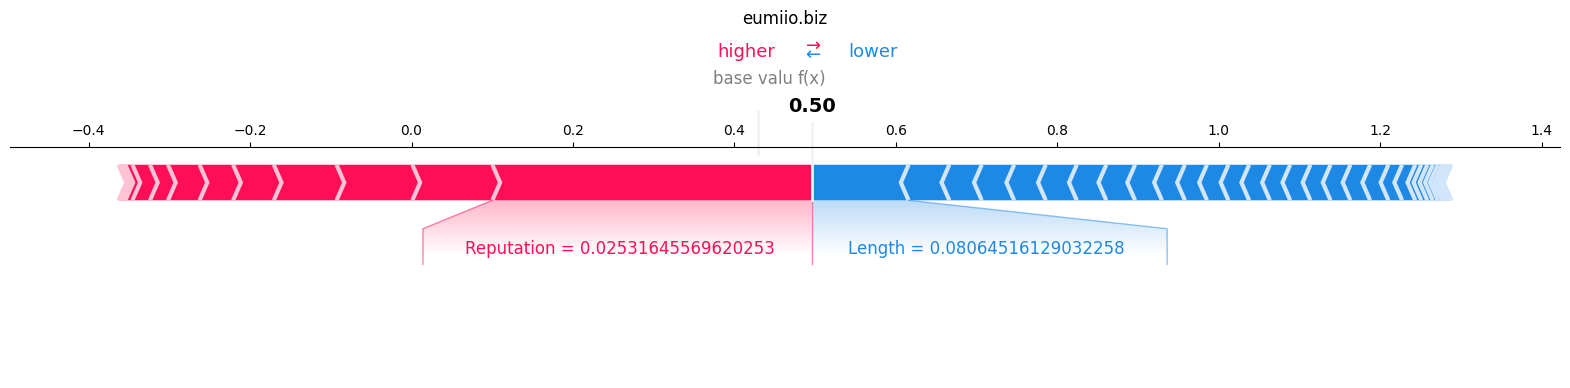 eumiio.biz
higher ⇄ lower
base valu f(x)
0.50
−0.4 −0.2 0.0 0.2 0.4 0.6 0.8 1.0 1.2 1.4
Reputation = 0.02531645569620253 Length = 0.08064516129032258